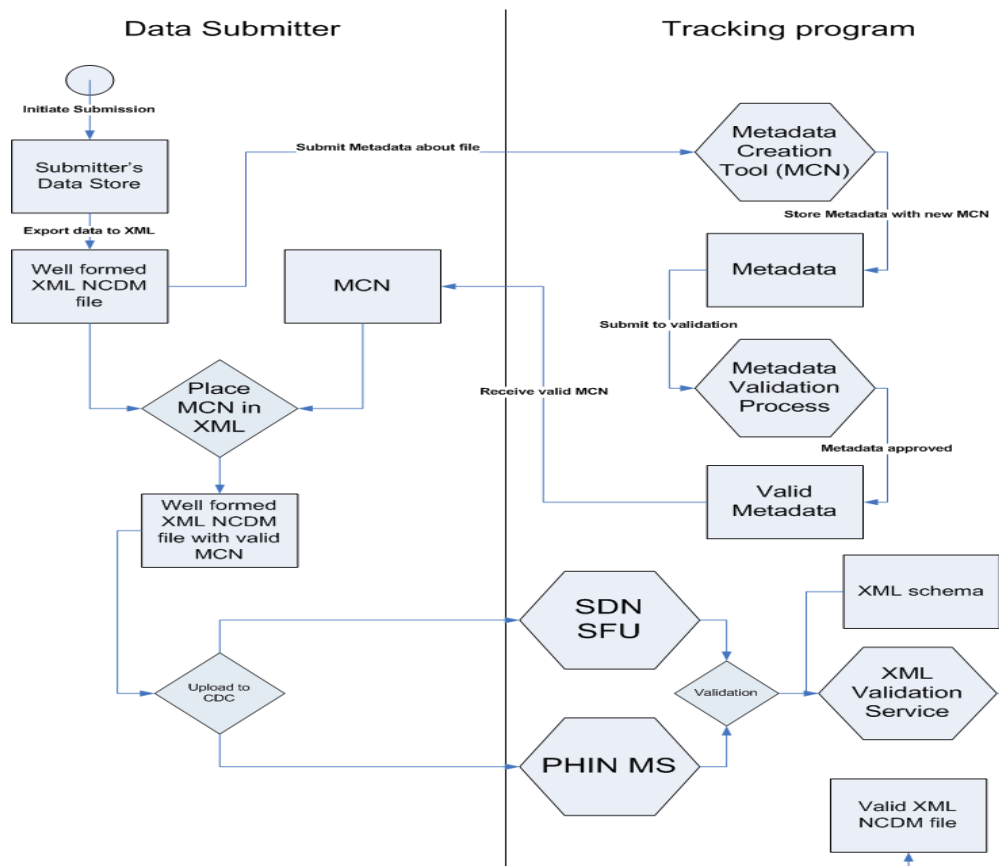 Data Submitter
Tracking program
Initiate Submission
Submitter's
Data Store
Export data to XML
Well formed
XML NCDM
file
Submit Metadata about file
Metadata
Creation
Tool (MCN)
Store Metadata with new MCN
Metadata
Submit to validation
Metadata
Validation
Process
Metadata approved
Valid
Metadata
Receive valid MCN
MCN
Place
MCN in
XML
Well formed
XML NCDM
file with valid
MCN
Upload to
CDC
SDN
SFU
PHIN MS
Validation
XML schema
XML
Validation
Service
Valid XML
NCDM file